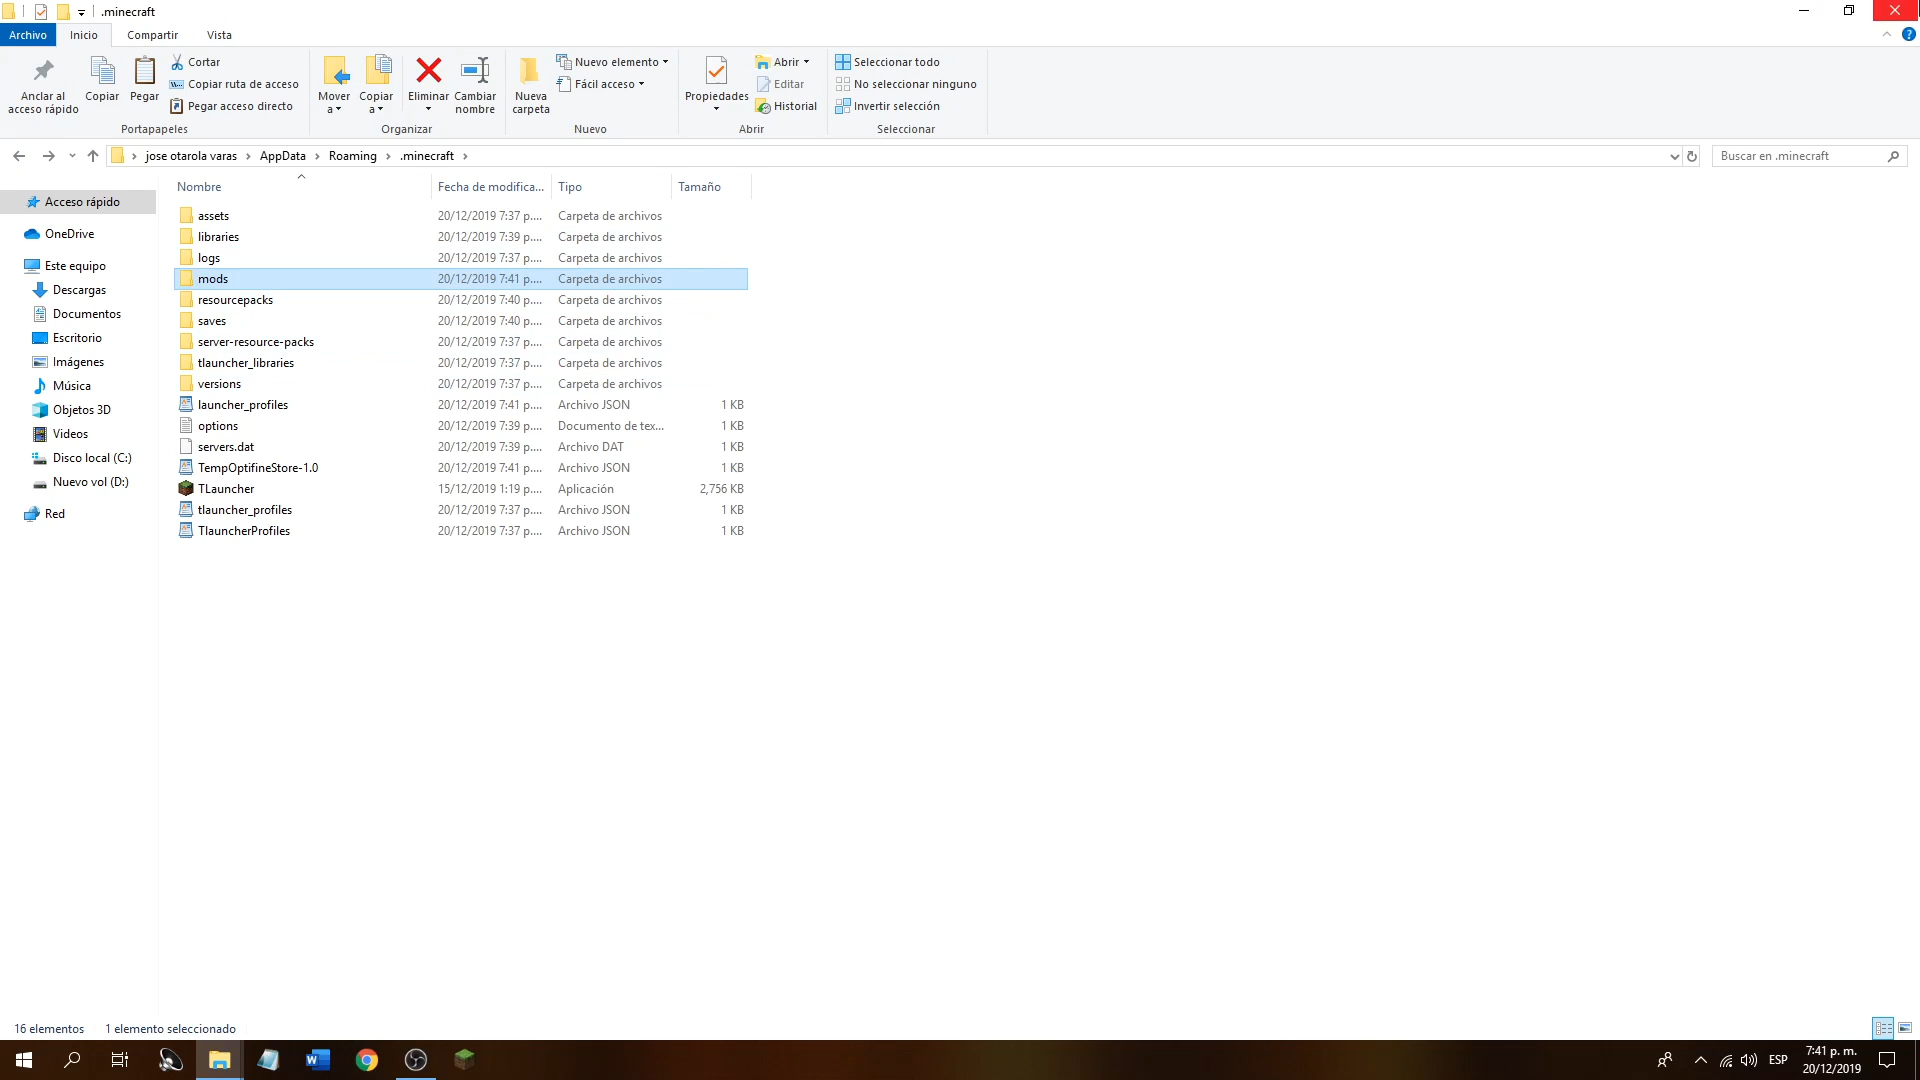 .minecraft
Archivo Inicio Compartir Vista
Anclar al acceso rápido
Copiar
Pegar
Cortar
Copiar ruta de acceso
Pegar acceso directo
Portapapeles
Mover a
Copiar a
Eliminar
Cambiar nombre
Organizar
Nueva carpeta
Nuevo elemento
Fácil acceso
Nuevo
Propiedades
Abrir
Editar
Historial
Abrir
Seleccionar todo
No seleccionar ninguno
Invertir selección
Seleccionar
jose otarola varas > AppData > Roaming > .minecraft >
Buscar en .minecraft
Acceso rápido
OneDrive
Este equipo
Descargas
Documentos
Escritorio
Imágenes
Música
Objetos 3D
Videos
Disco local (C:)
Nuevo vol (D:)
Red
Nombre Fecha de modifica... Tipo Tamaño
assets 20/12/2019 7:37 p.... Carpeta de archivos
libraries 20/12/2019 7:39 p.... Carpeta de archivos
logs 20/12/2019 7:37 p.... Carpeta de archivos
mods 20/12/2019 7:41 p.... Carpeta de archivos
resourcepacks 20/12/2019 7:40 p.... Carpeta de archivos
saves 20/12/2019 7:40 p.... Carpeta de archivos
server-resource-packs 20/12/2019 7:37 p.... Carpeta de archivos
tlauncher_libraries 20/12/2019 7:37 p.... Carpeta de archivos
versions 20/12/2019 7:37 p.... Carpeta de archivos
launcher_profiles 20/12/2019 7:41 p.... Archivo JSON 1 KB
options 20/12/2019 7:39 p.... Documento de tex... 1 KB
servers.dat 20/12/2019 7:39 p.... Archivo DAT 1 KB
TempOptifineStore-1.0 20/12/2019 7:41 p.... Archivo JSON 1 KB
TLauncher 15/12/2019 1:19 p.... Aplicación 2,756 KB
tlauncher_profiles 20/12/2019 7:37 p.... Archivo JSON 1 KB
TlauncherProfiles 20/12/2019 7:37 p.... Archivo JSON 1 KB
16 elementos 1 elemento seleccionado
ESP
7:41 p. m.
20/12/2019